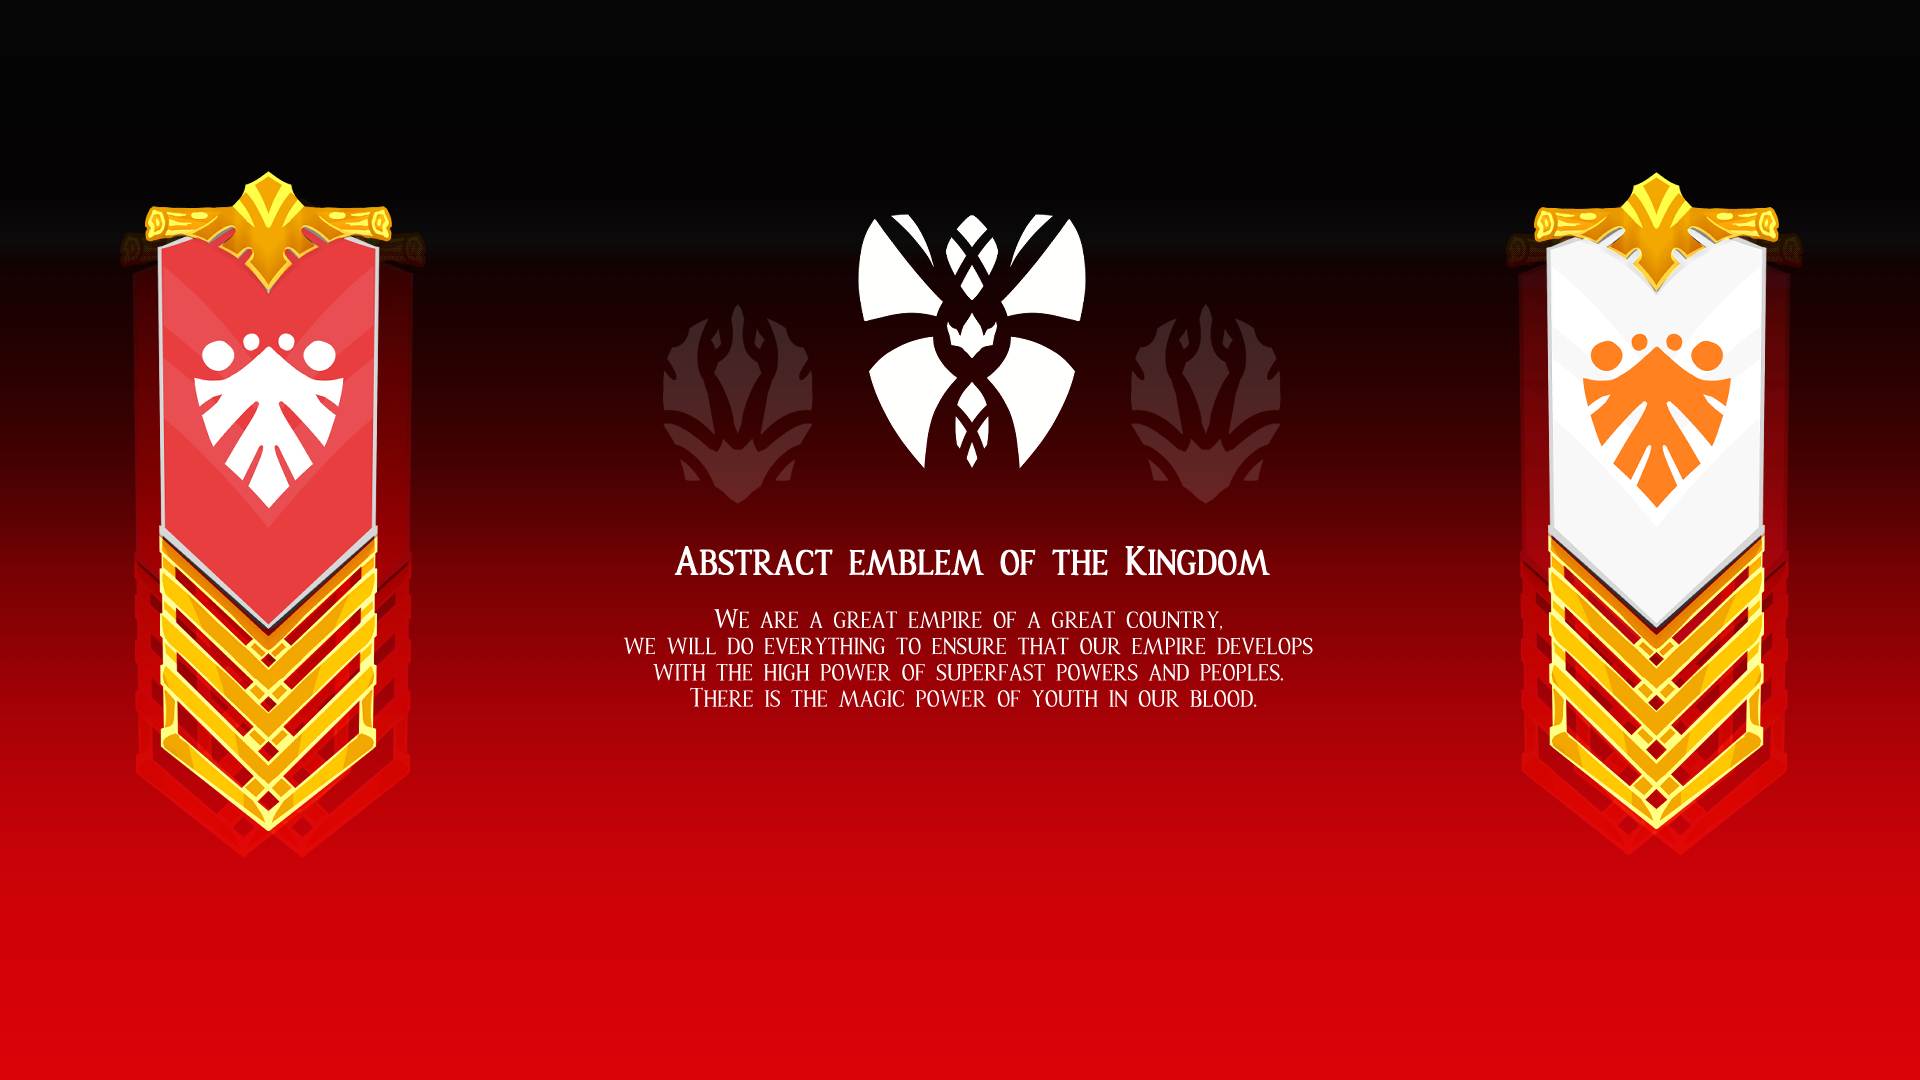 Abstract emblem of the Kingdom
We are a great empire of a great country,
we will do everything to ensure that our empire develops
with the high power of superfast powers and peoples.
There is the magic power of youth in our blood.